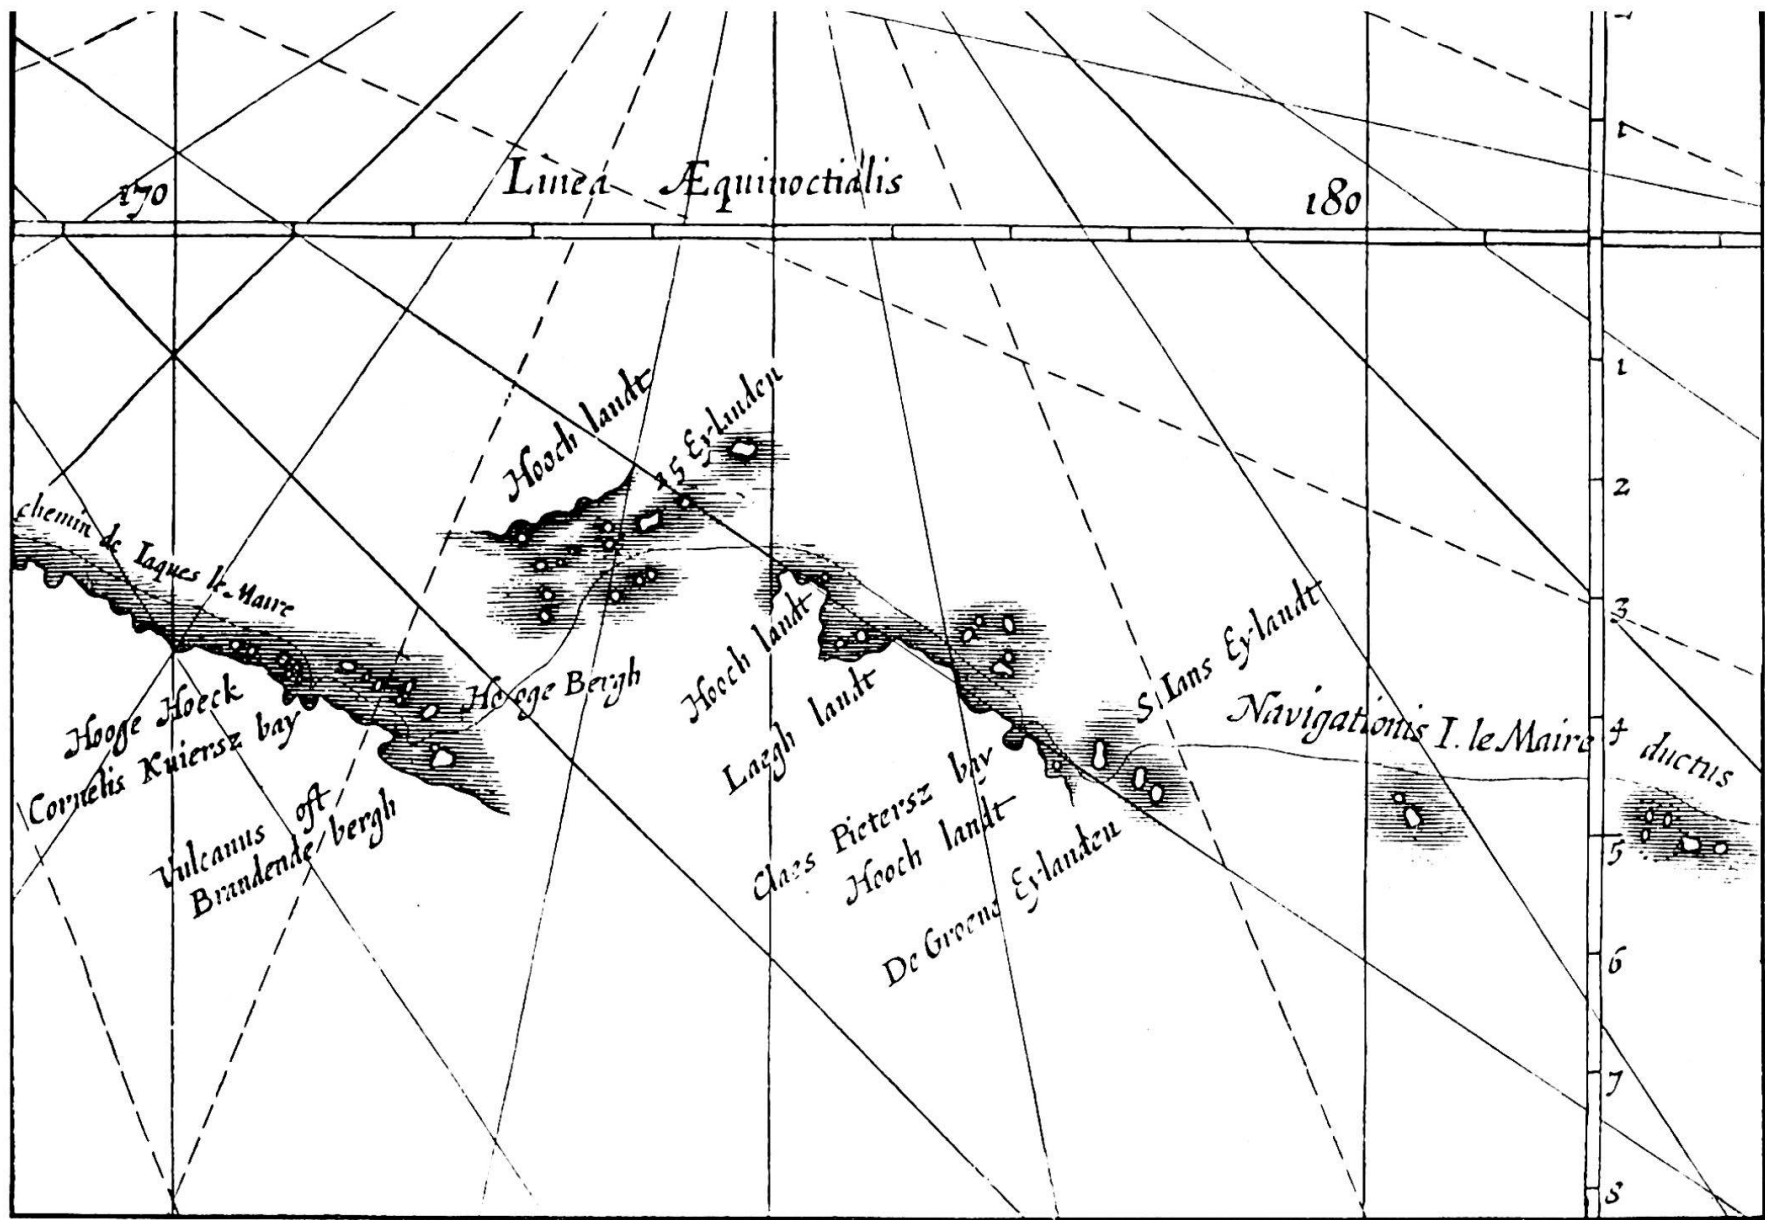 1
Linea Æquinoctialis
170
180
1
Hooch landt
25 Eylanden
2
chemin de Iaques le Maire
3
S. Ians Eylandt
Hooge Bergh
Hooch landt
Laegh landt
Navigationis I. le Maire ductus
4
Hooge Hoeck
Cornelis Kuiersz bay
Vulcanus oft
Brandende bergh
Claes Pietersz bay
Hooch landt
De Groene Eylanden
5
6
7
8